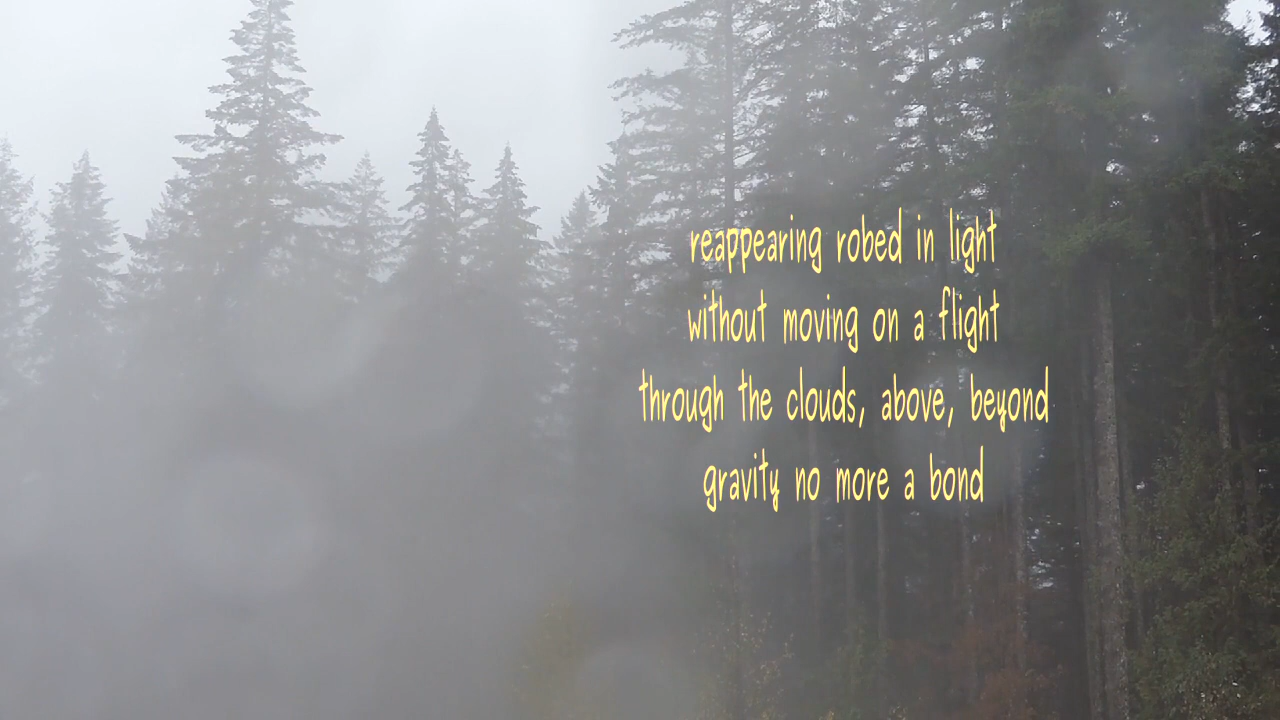 reappearing robed in light
without moving on a flight
through the clouds, above, beyond
gravity no more a bond